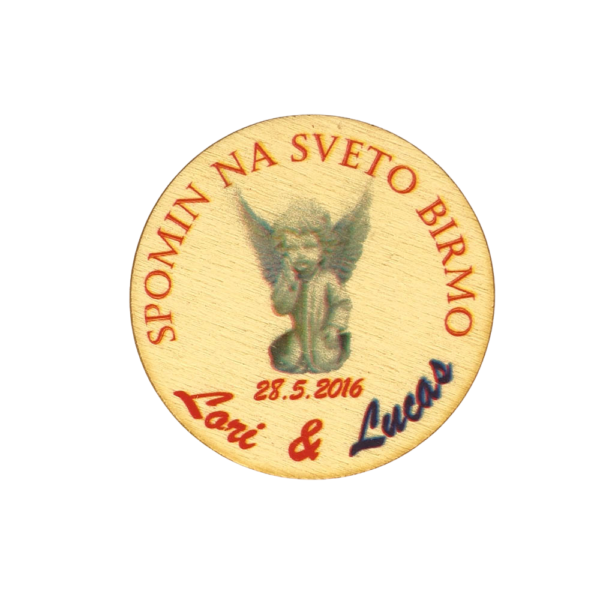 SPOMIN NA SVETO BIRMO
28.5.2016
Lori & Lucas